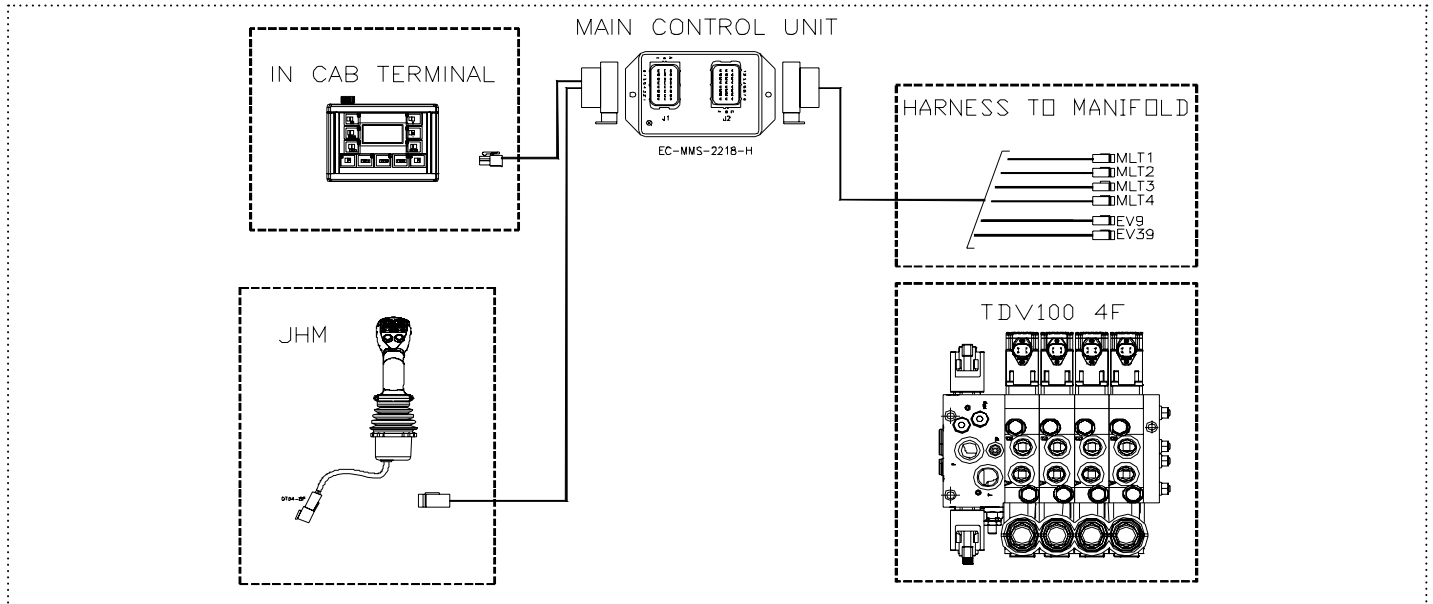 MAIN CONTROL UNIT
IN CAB TERMINAL
J1
J2
EC-MMS-2218-H
HARNESS TO MANIFOLD
MLT1
MLT2
MLT3
MLT4
EV9
EV39
JHM
TDV100 4F